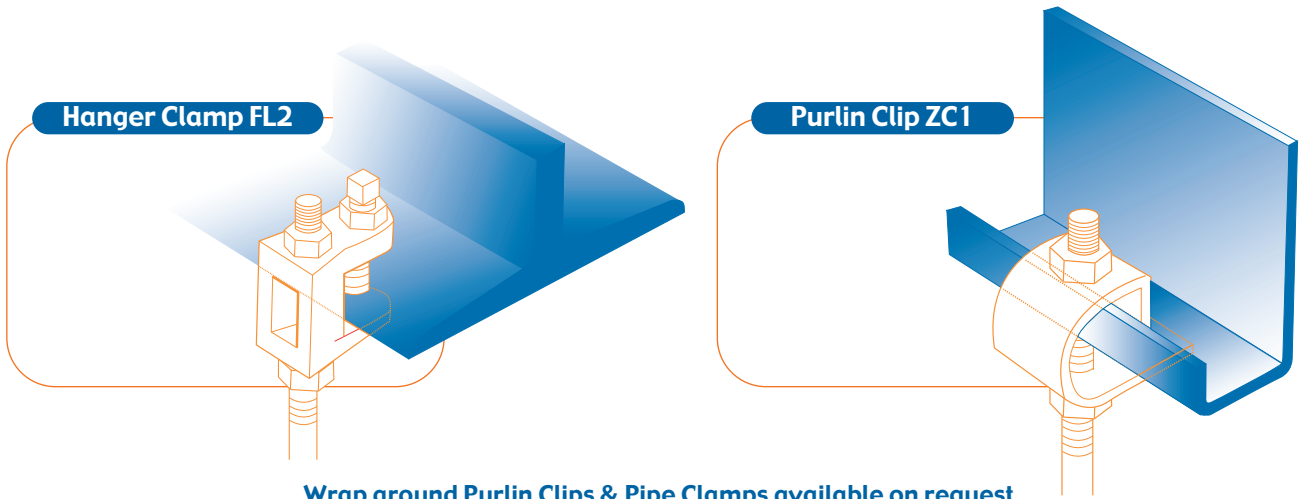 Hanger Clamp FL2
Purlin Clip ZC1
Wrap around Purlin Clips & Pipe Clamps available on request